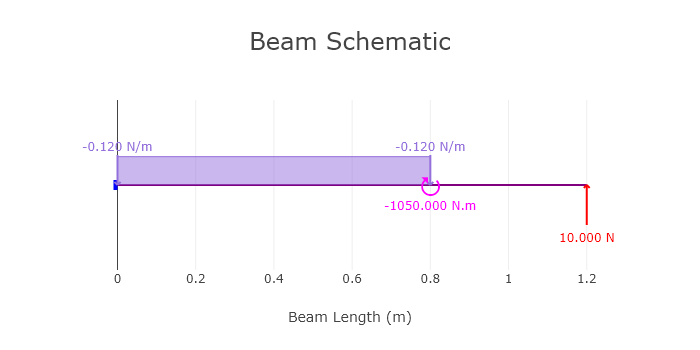 Beam Schematic
-0.120 N/m
-0.120 N/m
-1050.000 N.m
10.000 N
0
0.2
0.4
0.6
0.8
1
1.2
Beam Length (m)